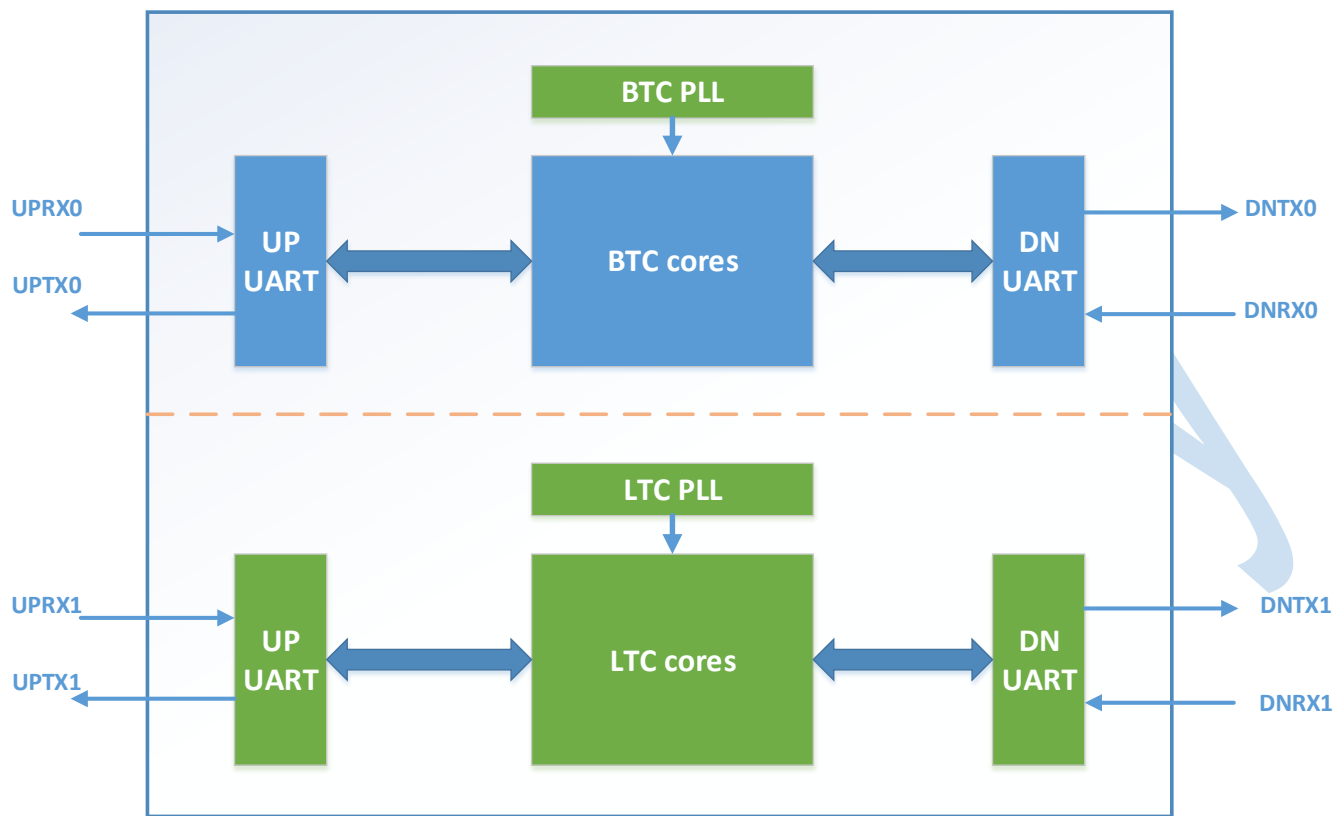 BTC PLL
UPRX0
UPTX0
UP
UART
BTC cores
DN
UART
DNTX0
DNRX0
LTC PLL
UPRX1
UPTX1
UP
UART
LTC cores
DN
UART
DNTX1
DNRX1